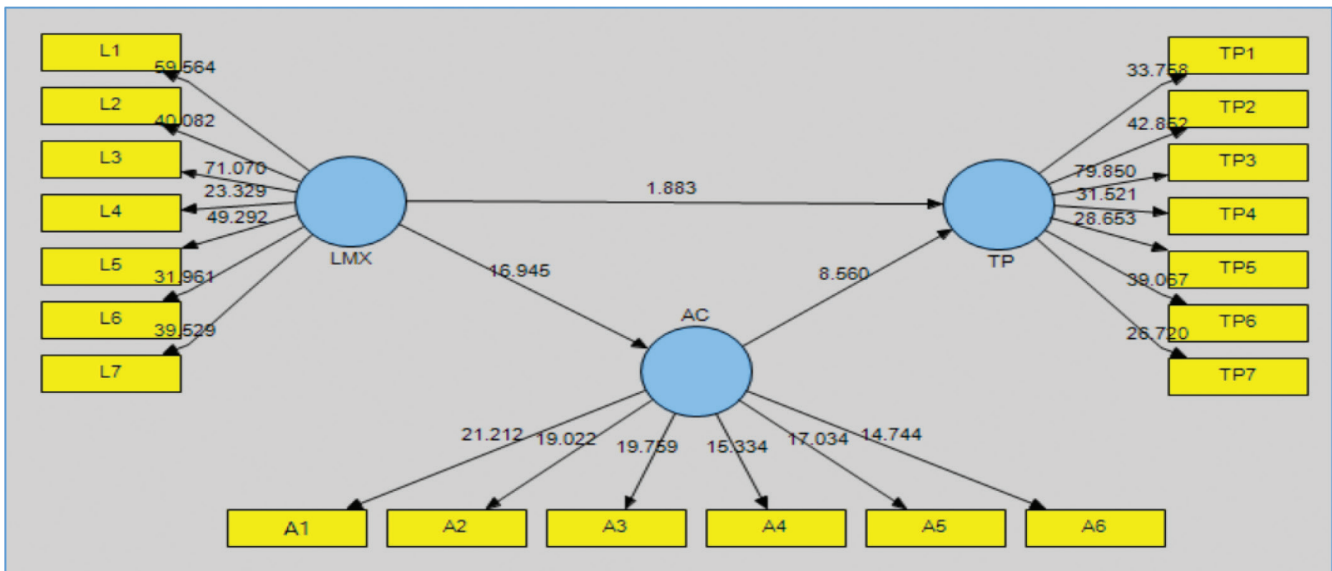 L1
59.564
L2
40.082
L3
71.070
L4
23.329
49.292
L5
31.961
L6
39.529
L7
LMX
1.883
16.945
8.560
AC
TP
TP1
33.758
TP2
42.852
TP3
79.850
31.521
TP4
28.653
TP5
39.067
TP6
26.720
TP7
21.212
19.022
19.759
15.334
17.034
14.744
A1
A2
A3
A4
A5
A6